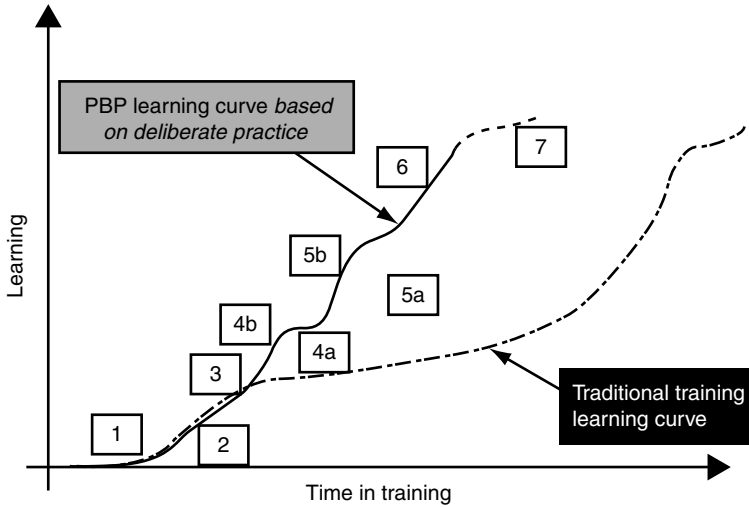 PBP learning curve based
on deliberate practice
6
7
5b
5a
4b
4a
3
1
2
Learning
Traditional training
learning curve
Time in training